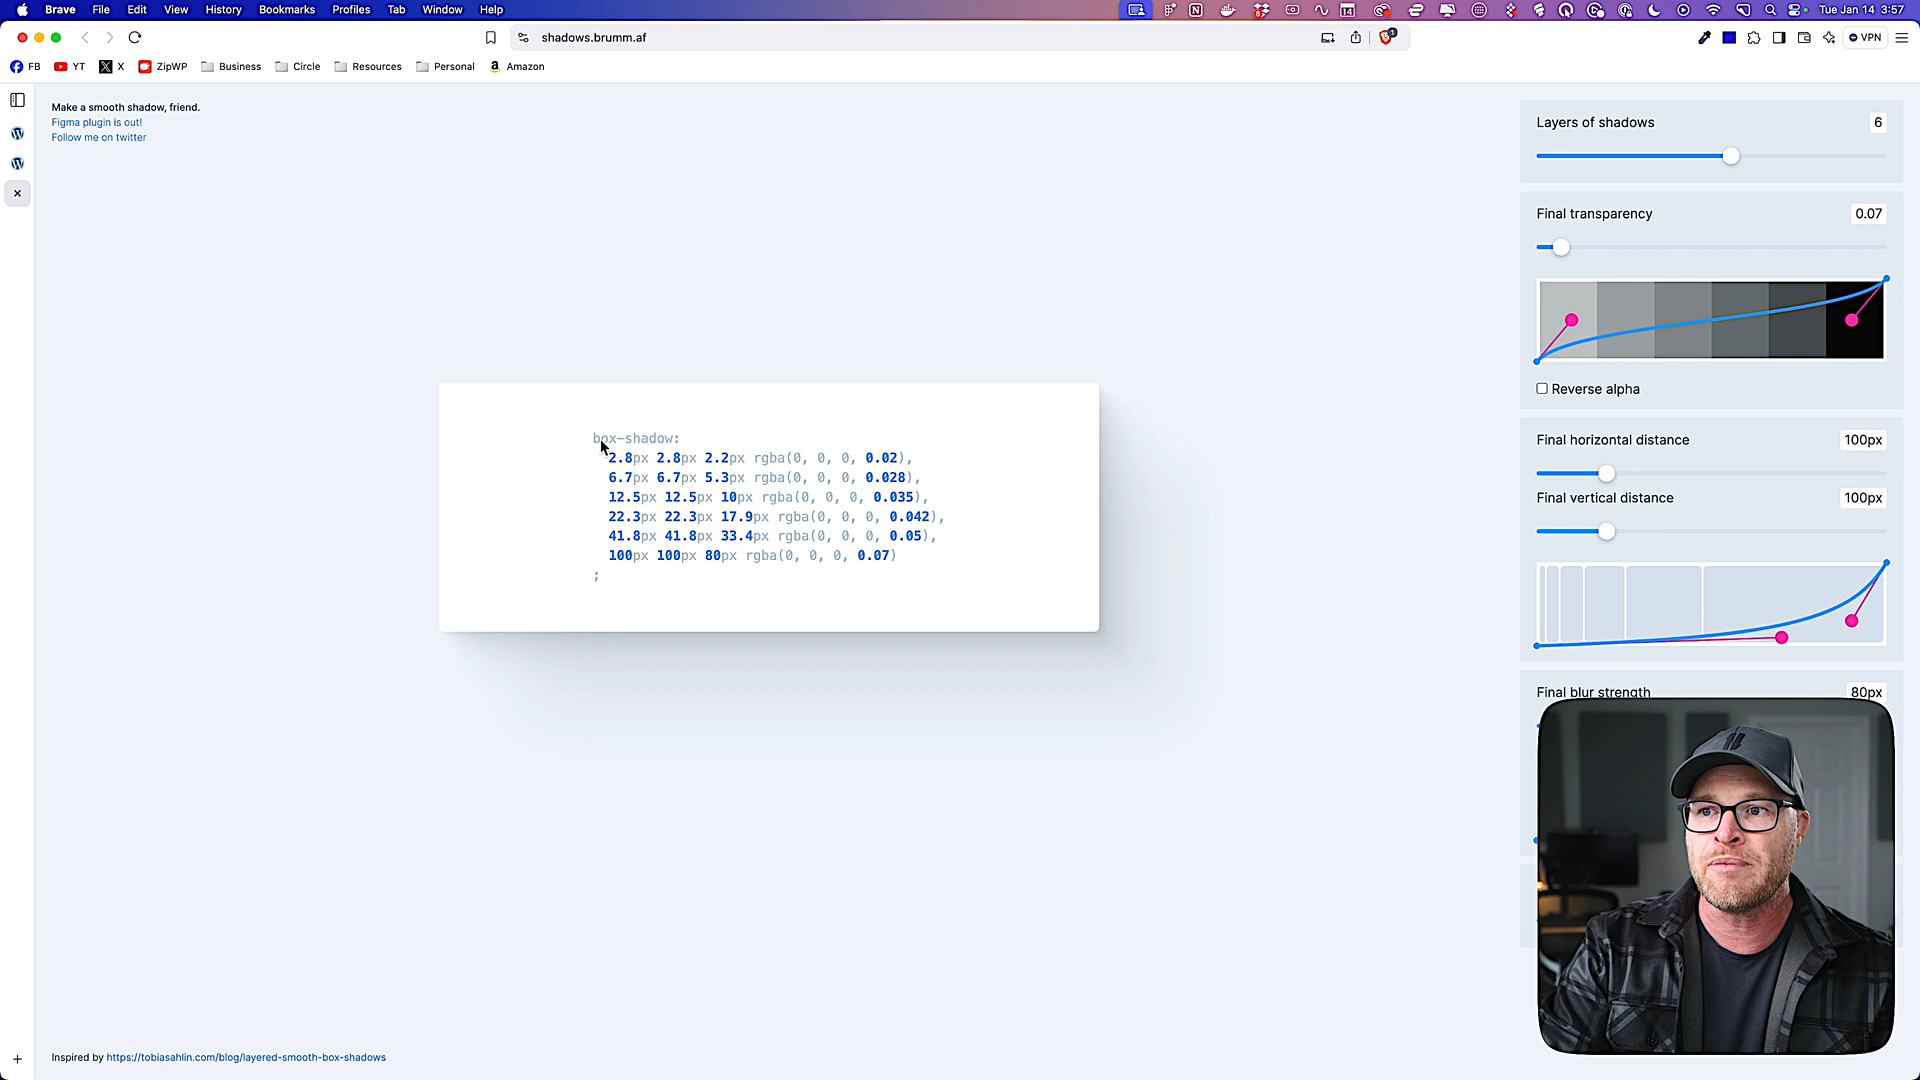 Brave File Edit View History Bookmarks Profiles Tab Window Help
Tue Jan 14 3:57
shadows.brumm.af
VPN
FB YT X ZipWP Business Circle Resources Personal Amazon
Make a smooth shadow, friend.
Figma plugin is out!
Follow me on twitter
box-shadow:
2.8px 2.8px 2.2px rgba(0, 0, 0, 0.02),
6.7px 6.7px 5.3px rgba(0, 0, 0, 0.028),
12.5px 12.5px 10px rgba(0, 0, 0, 0.035),
22.3px 22.3px 17.9px rgba(0, 0, 0, 0.042),
41.8px 41.8px 33.4px rgba(0, 0, 0, 0.05),
100px 100px 80px rgba(0, 0, 0, 0.07)
;
Layers of shadows 6
Final transparency 0.07
Reverse alpha
Final horizontal distance 100px
Final vertical distance 100px
Final blur strength 80px
Inspired by https://tobiasahlin.com/blog/layered-smooth-box-shadows